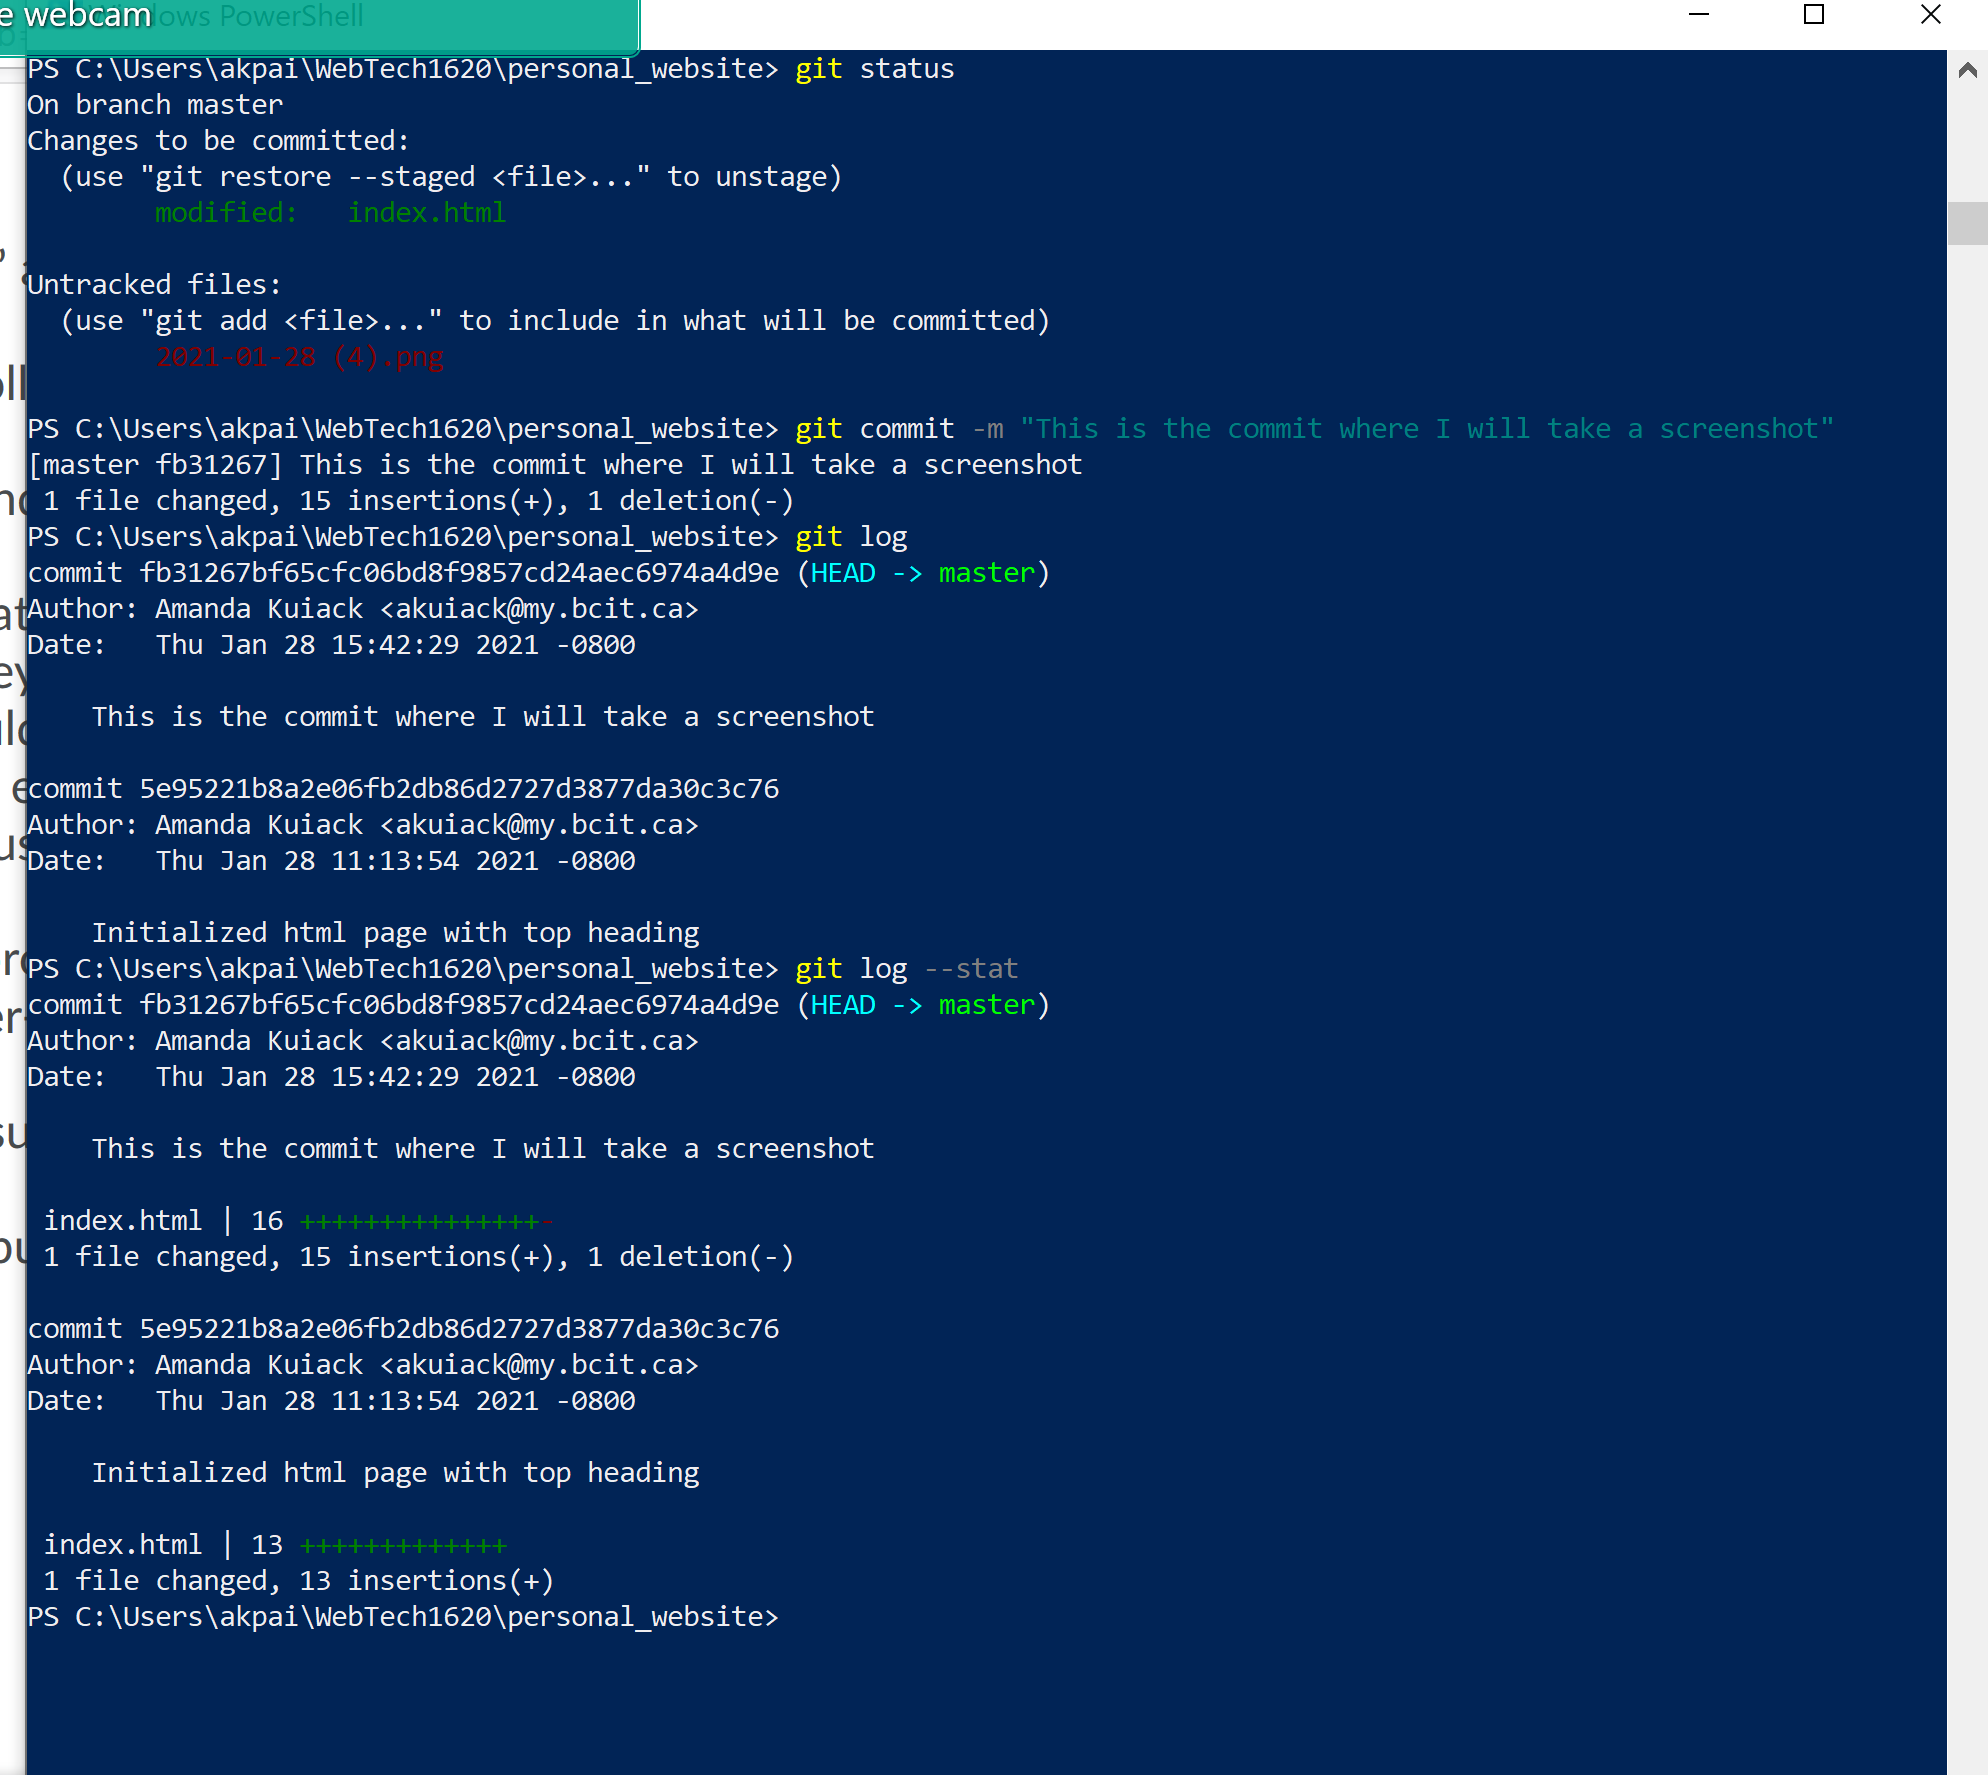 e webcam
Windows PowerShell
PS C:\Users\akpai\WebTech1620\personal_website> git status
On branch master
Changes to be committed:
  (use "git restore --staged <file>..." to unstage)
        modified:   index.html

Untracked files:
  (use "git add <file>..." to include in what will be committed)
        2021-01-28 (4).png

PS C:\Users\akpai\WebTech1620\personal_website> git commit -m "This is the commit where I will take a screenshot"
[master fb31267] This is the commit where I will take a screenshot
 1 file changed, 15 insertions(+), 1 deletion(-)
PS C:\Users\akpai\WebTech1620\personal_website> git log
commit fb31267bf65cfc06bd8f9857cd24aec6974a4d9e (HEAD -> master)
Author: Amanda Kuiack <akuiack@my.bcit.ca>
Date:   Thu Jan 28 15:42:29 2021 -0800

    This is the commit where I will take a screenshot

commit 5e95221b8a2e06fb2db86d2727d3877da30c3c76
Author: Amanda Kuiack <akuiack@my.bcit.ca>
Date:   Thu Jan 28 11:13:54 2021 -0800

    Initialized html page with top heading
PS C:\Users\akpai\WebTech1620\personal_website> git log --stat
commit fb31267bf65cfc06bd8f9857cd24aec6974a4d9e (HEAD -> master)
Author: Amanda Kuiack <akuiack@my.bcit.ca>
Date:   Thu Jan 28 15:42:29 2021 -0800

    This is the commit where I will take a screenshot

 index.html | 16 +++++++++++++++-
 1 file changed, 15 insertions(+), 1 deletion(-)

commit 5e95221b8a2e06fb2db86d2727d3877da30c3c76
Author: Amanda Kuiack <akuiack@my.bcit.ca>
Date:   Thu Jan 28 11:13:54 2021 -0800

    Initialized html page with top heading

 index.html | 13 +++++++++++++
 1 file changed, 13 insertions(+)
PS C:\Users\akpai\WebTech1620\personal_website>